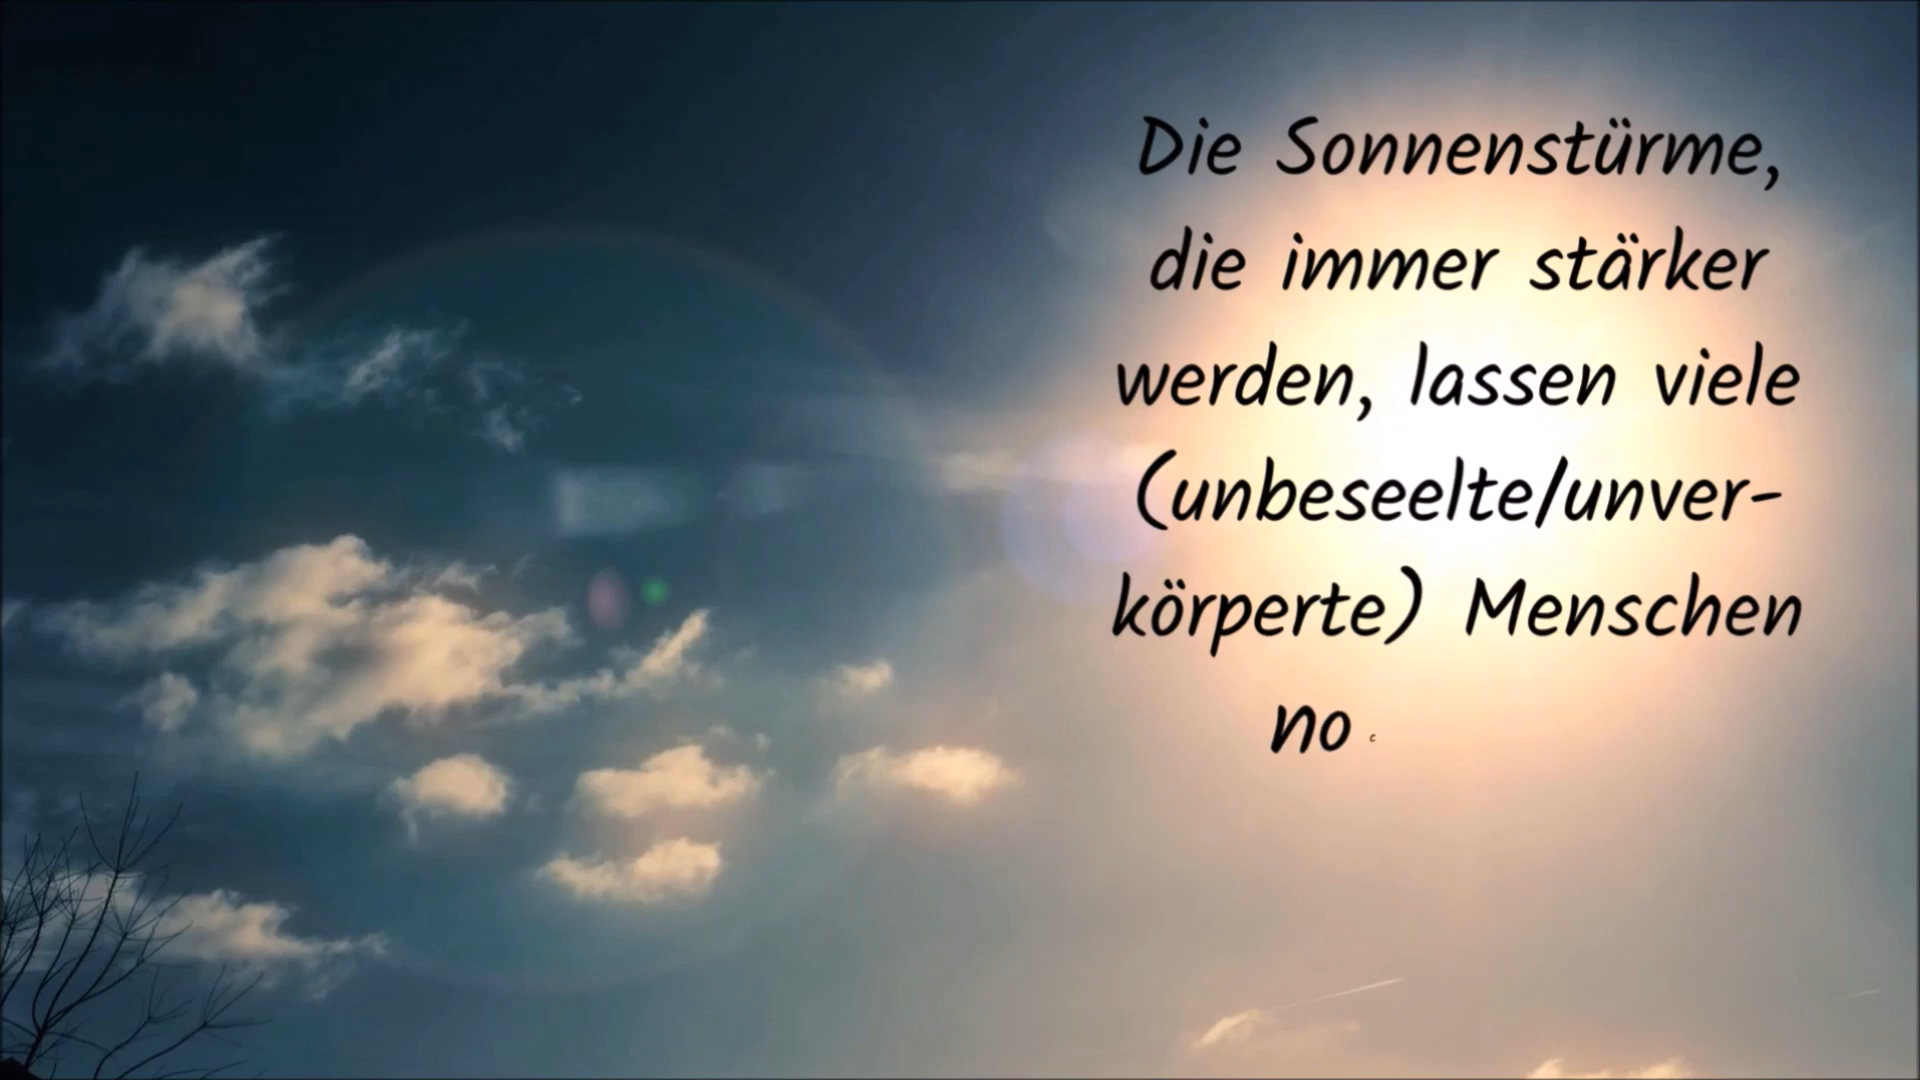 Die Sonnenstürme,
die immer stärker
werden, lassen viele
(unbeseelte/unver-
körperte) Menschen
no